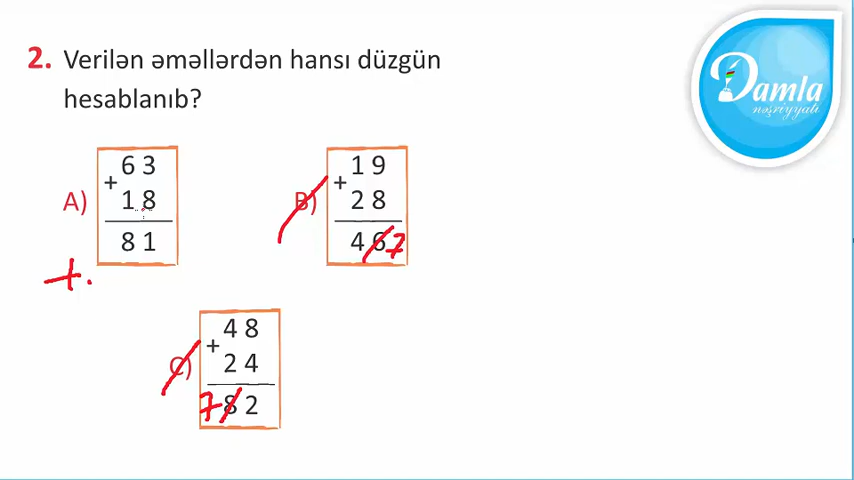 2. Verilən əməllərdən hansı düzgün
hesablanıb?
Damla
nəşriyyatı
A)
63
+
18
81
+.
B)
19
+
28
46 7
C)
48
+
24
7 82